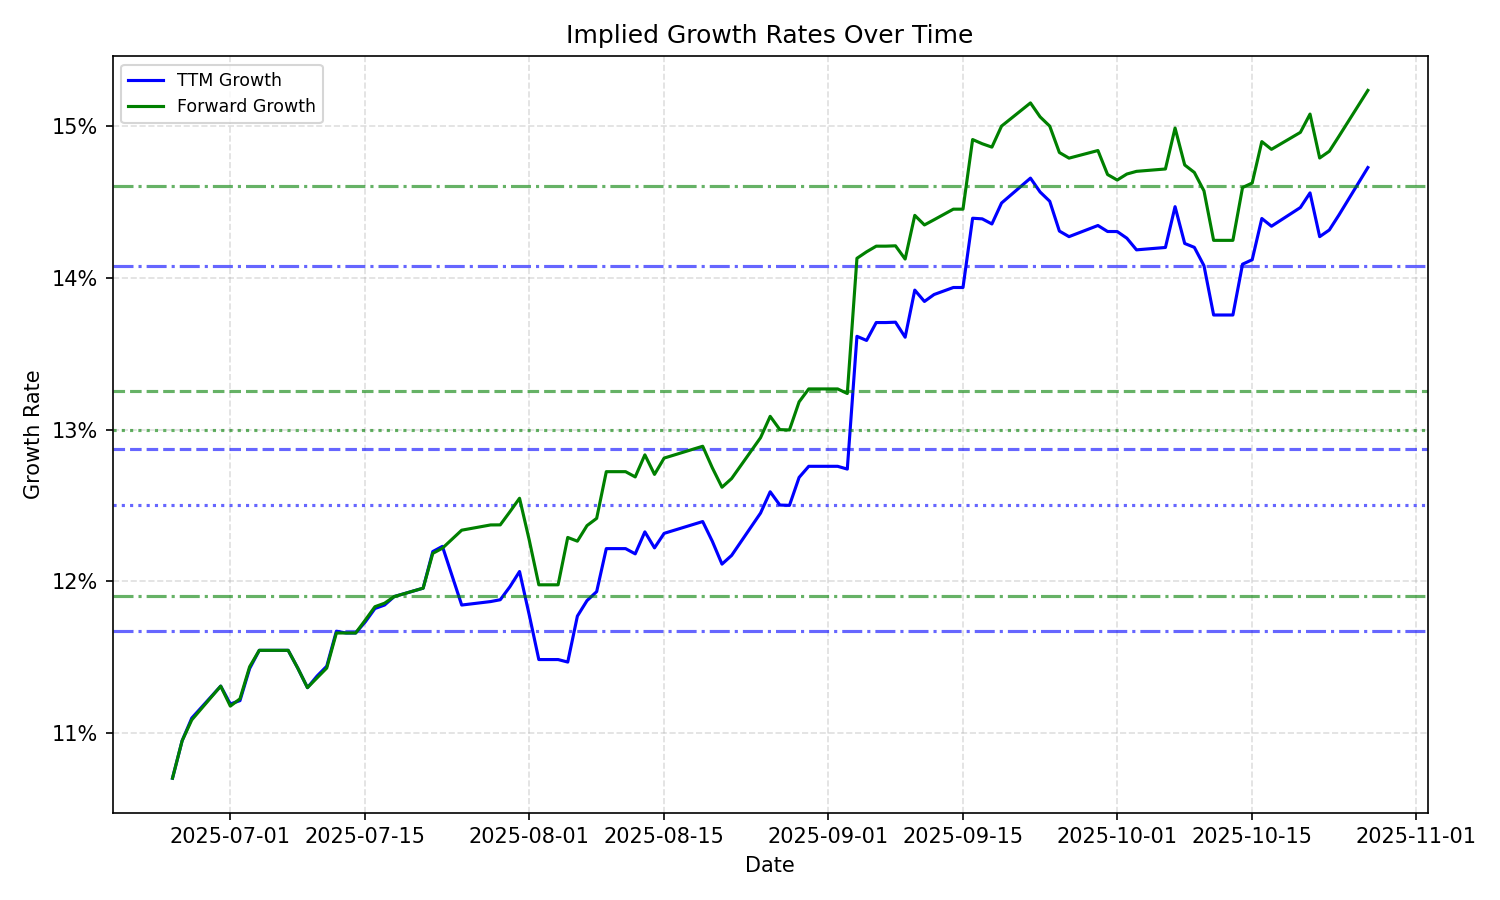 Implied Growth Rates Over Time
TTM Growth
Forward Growth
15%
14%
13%
12%
11%
Growth Rate
2025-07-01 2025-07-15 2025-08-01 2025-08-15 2025-09-01 2025-09-15 2025-10-01 2025-10-15 2025-11-01
Date